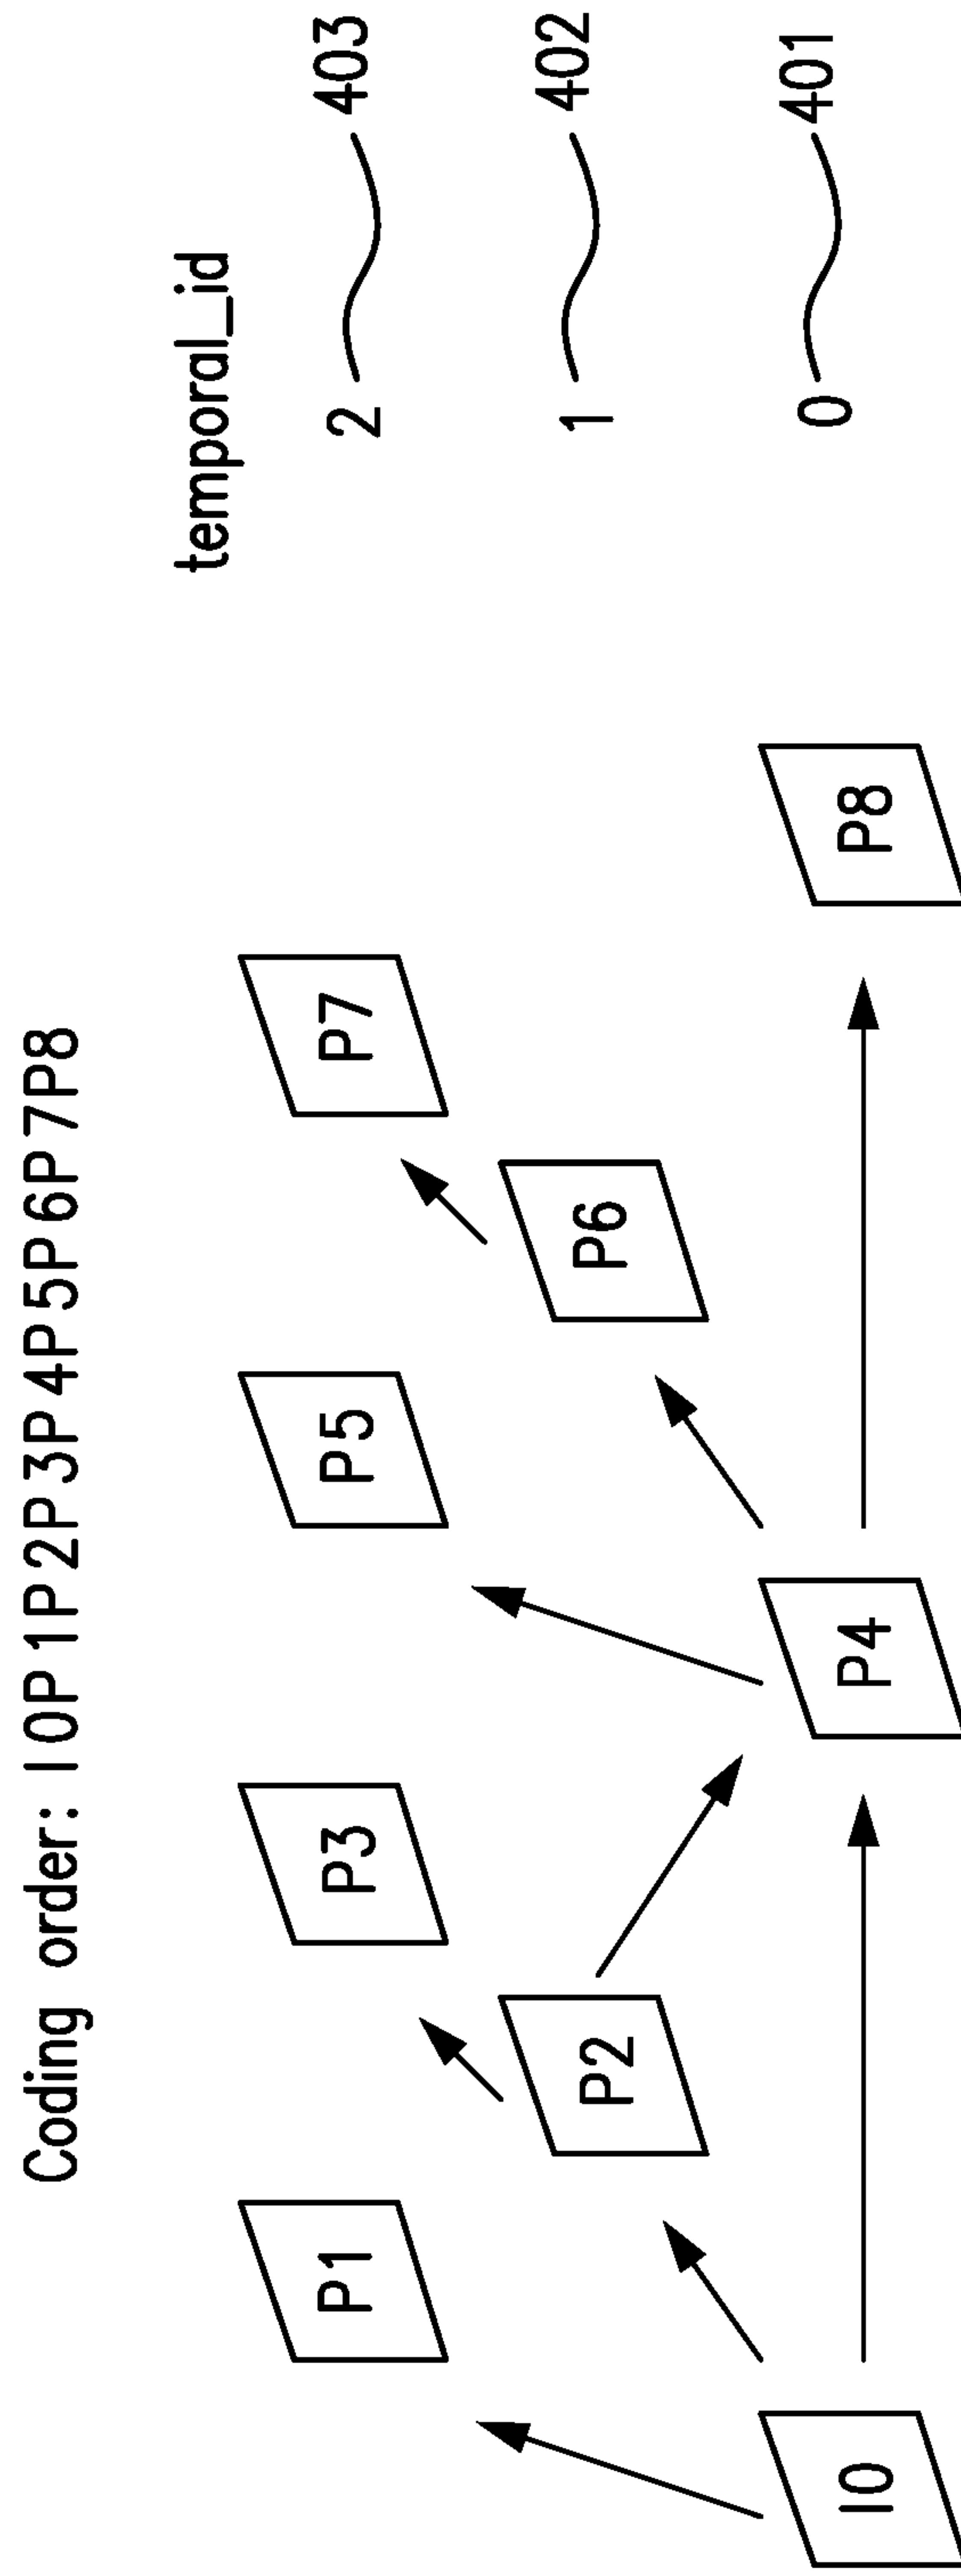 Coding order: I0P1P2P3P4P5P6P7P8
temporal_id
P1 P3 P5 P7 2 403
P2 P6 1 402
I0 P4 P8 0 401